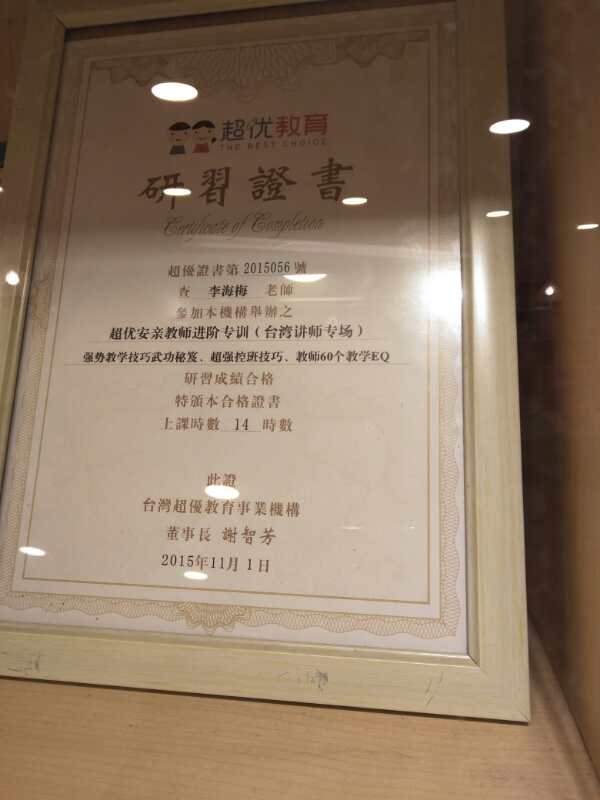 超优教育
THE BEST CHOICE
研習證書
Certificate of Completion
超優證書第 2015056 號
查 李海梅 老師
參加本機構舉辦之
超优安亲教师进阶专训（台湾讲师专场）
强势教学技巧武功秘笈、超强控班技巧、教师60个教学EQ
研習成績合格
特頒本合格證書
上課時數 14 時數
此證
台灣超優教育事業機構
董事長 謝智芳
2015年11月1日